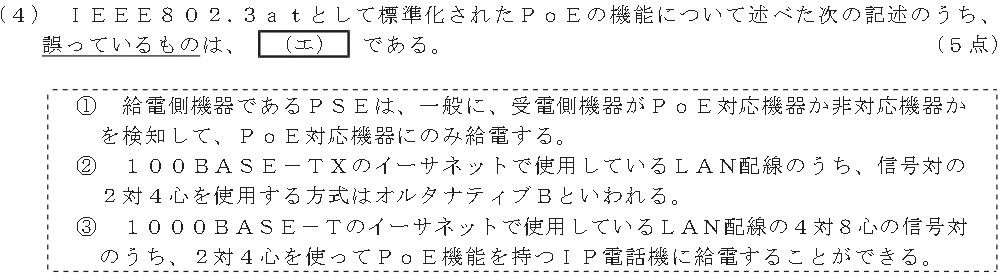 (4) IEEE802.3atとして標準化されたPoEの機能について述べた次の記述のうち、
誤っているものは、 (エ) である。 (5点)
① 給電側機器であるPSEは、一般に、受電側機器がPoE対応機器か非対応機器か
を検知して、PoE対応機器にのみ給電する。
② 100BASE-TXのイーサネットで使用しているLAN配線のうち、信号対の
2対4心を使用する方式はオルタナティブBといわれる。
③ 1000BASE-Tのイーサネットで使用しているLAN配線の4対8心の信号対
のうち、2対4心を使ってPoE機能を持つIP電話機に給電することができる。